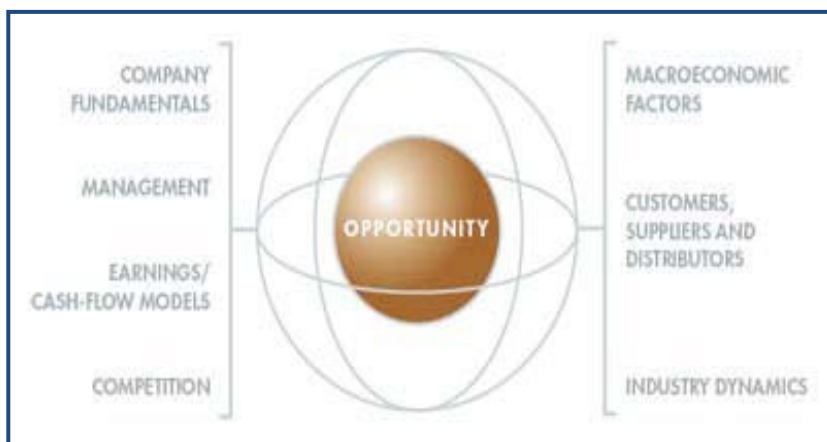 COMPANY
FUNDAMENTALS
MANAGEMENT
EARNINGS/
CASH-FLOW MODELS
COMPETITION
OPPORTUNITY
MACROECONOMIC
FACTORS
CUSTOMERS,
SUPPLIERS AND
DISTRIBUTORS
INDUSTRY DYNAMICS